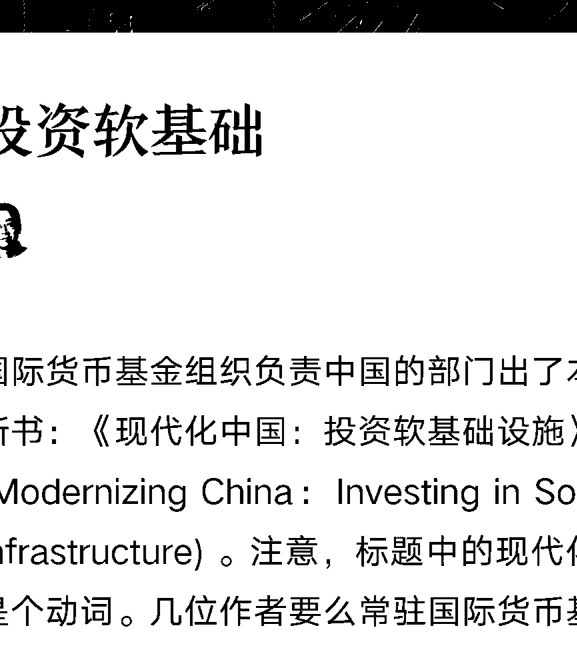 投资软基础
国际货币基金组织负责中国的部门出了本
新书：《现代化中国：投资软基础设施》
Modernizing China：Investing in So
nfrastructure）。注意，标题中的现代化
是个动词。几位作者要么常驻国际货币基